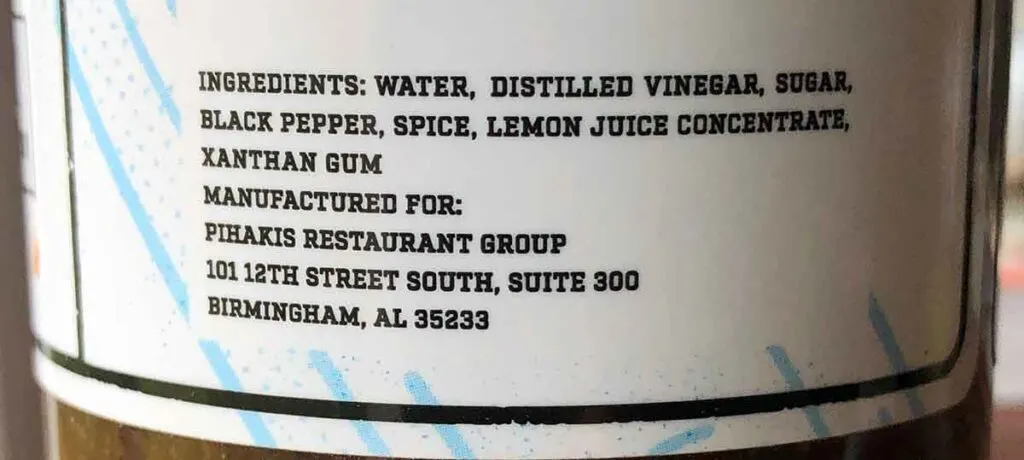 INGREDIENTS: WATER, DISTILLED VINEGAR, SUGAR,
BLACK PEPPER, SPICE, LEMON JUICE CONCENTRATE,
XANTHAN GUM
MANUFACTURED FOR:
PIHAKIS RESTAURANT GROUP
101 12TH STREET SOUTH, SUITE 300
BIRMINGHAM, AL 35233